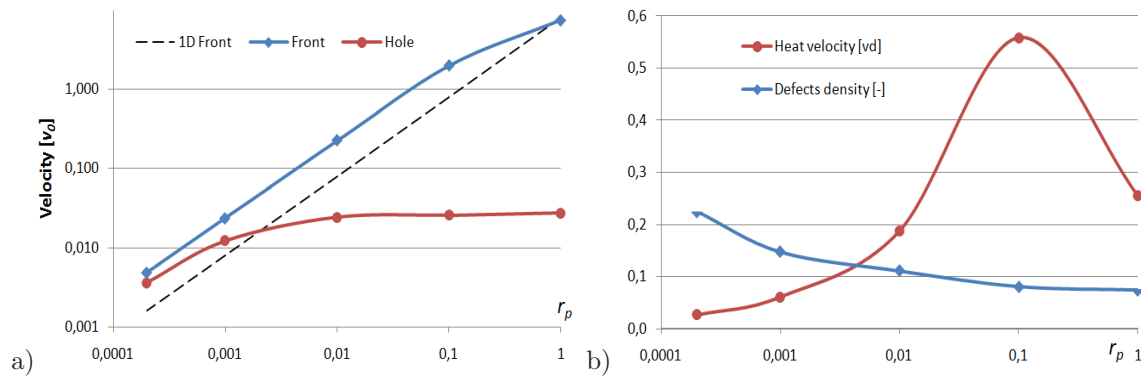 1D Front Front Hole
Velocity [v₀]
1,000
0,100
0,010
0,001
0,0001 0,001 0,01 0,1 1
r_p
a)
Heat velocity [vd]
Defects density [-]
0,6
0,5
0,4
0,3
0,2
0,1
0,0
0,0001 0,001 0,01 0,1 1
r_p
b)